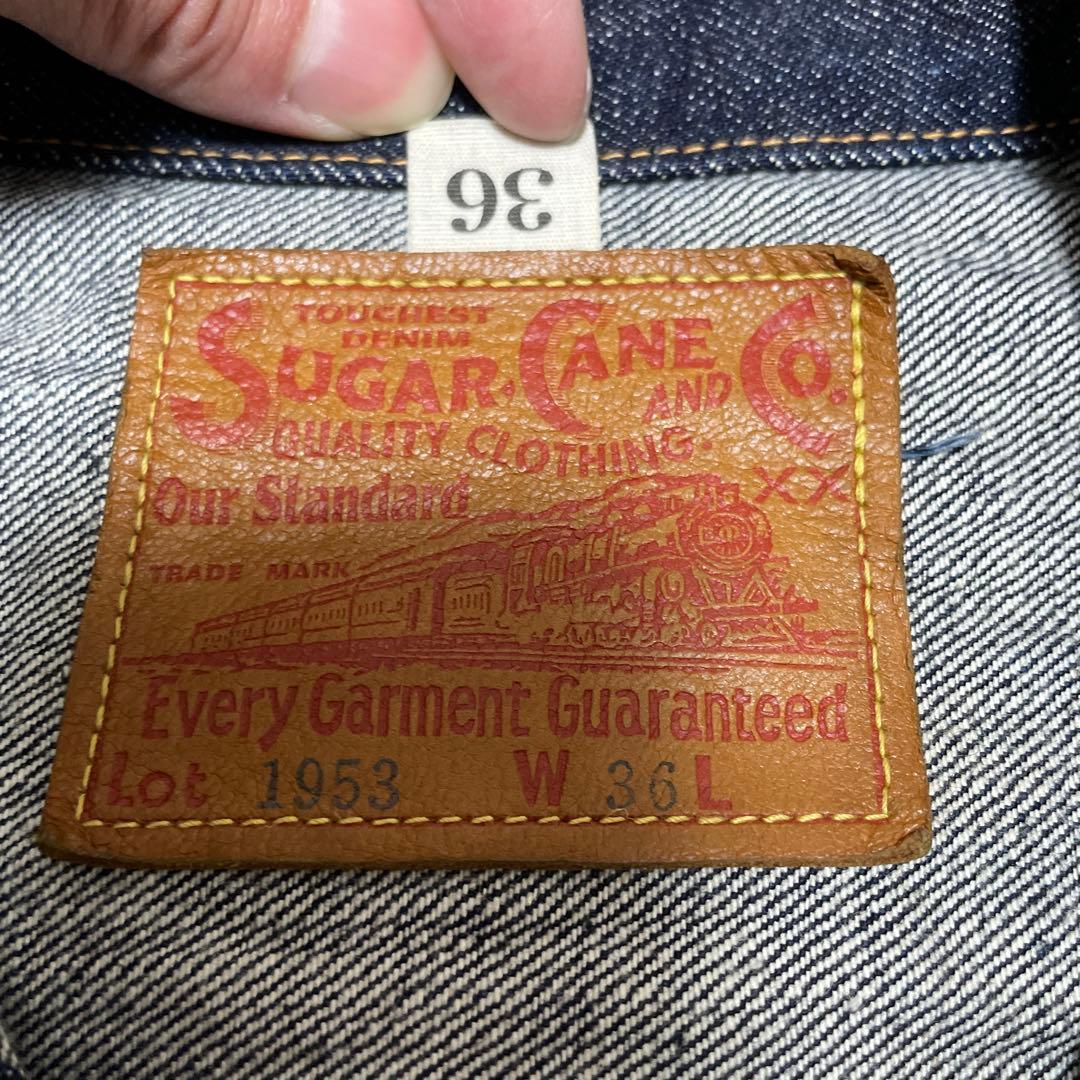 36
TOUGHEST
DENIM
SUGAR·CANE CO.
AND
QUALITY CLOTHING.
XX
Our Standard
TRADE MARK
Every Garment Guaranteed
Lot 1953 W 36 L